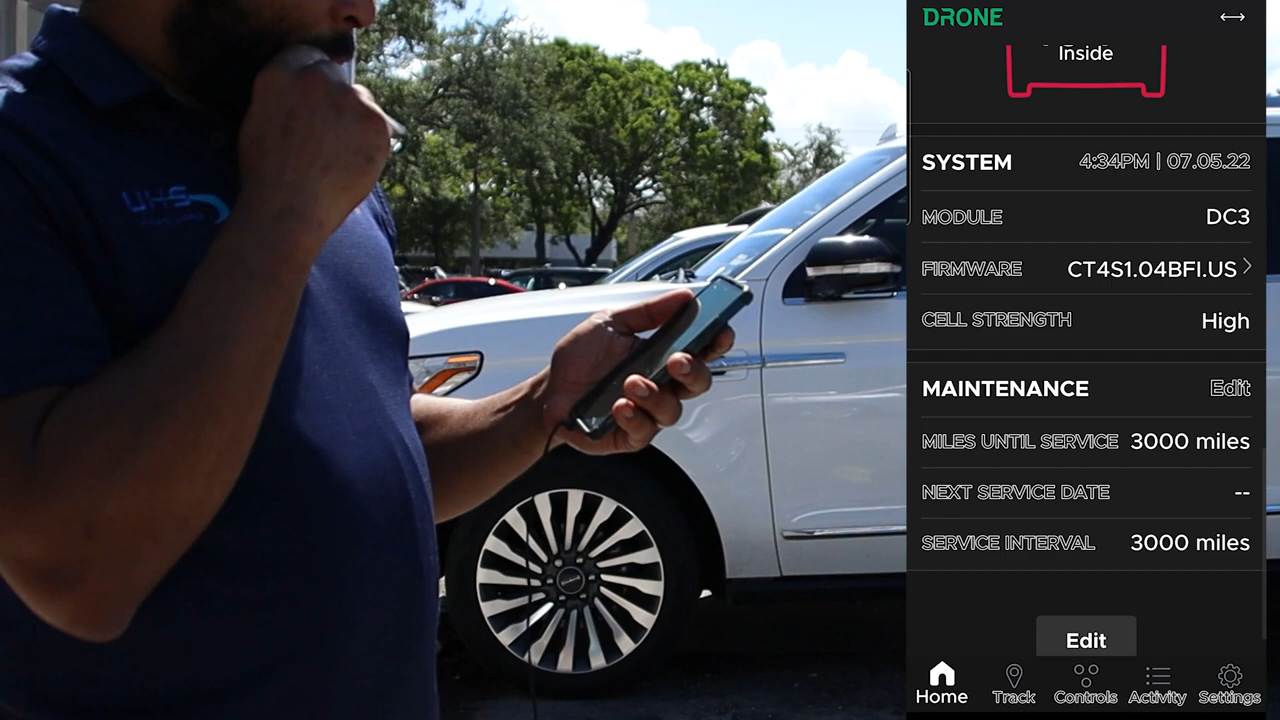 DRONE
Inside
SYSTEM 4:34PM | 07.05.22
MODULE DC3
FIRMWARE CT4S1.04BFI.US
CELL STRENGTH High
MAINTENANCE Edit
MILES UNTIL SERVICE 3000 miles
NEXT SERVICE DATE --
SERVICE INTERVAL 3000 miles
Edit
Home Track Controls Activity Settings